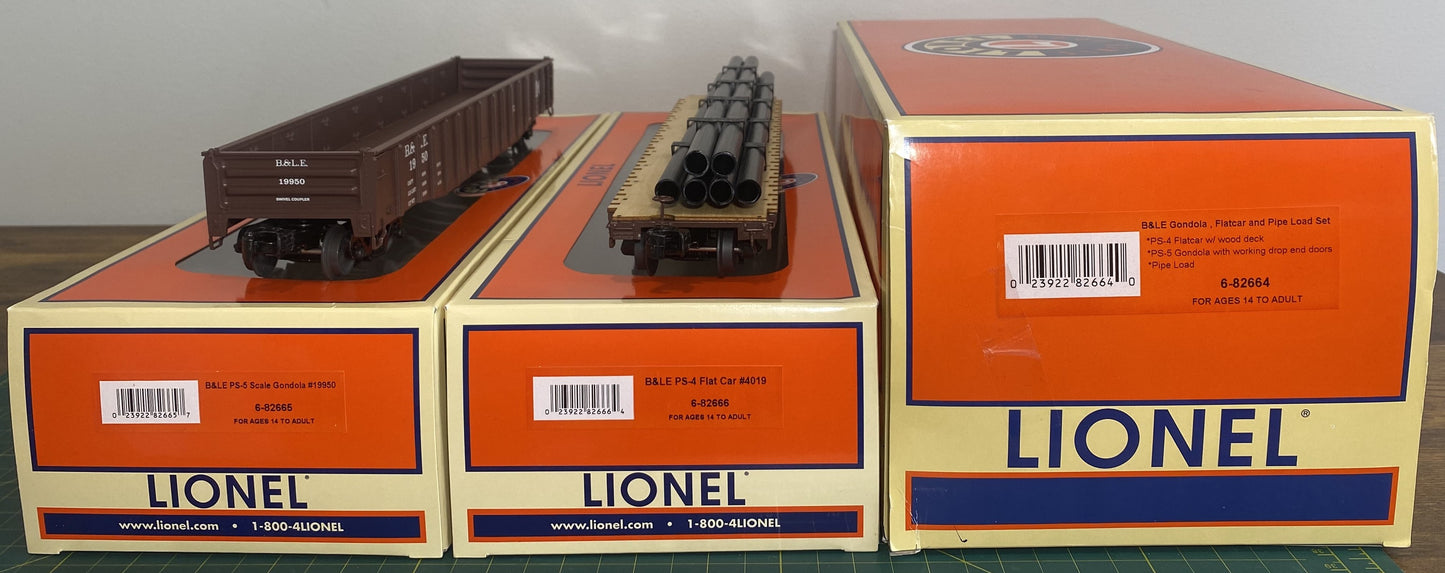 B.&L.E.
19950
SWIVEL COUPLER
B.& L.E.
1950
LIONEL
B&LE PS-5 Scale Gondola #19950
6-82665
FOR AGES 14 TO ADULT
0 23922 82665 7
LIONEL
www.lionel.com • 1-800-4LIONEL
B&LE PS-4 Flat Car #4019
6-82666
FOR AGES 14 TO ADULT
0 23922 82666 4
LIONEL
www.lionel.com • 1-800-4LIONEL
B&LE Gondola , Flatcar and Pipe Load Set
*PS-4 Flatcar w/ wood deck
*PS-5 Gondola with working drop end doors
*Pipe Load
6-82664
FOR AGES 14 TO ADULT
0 23922 82664 0
LIONEL®